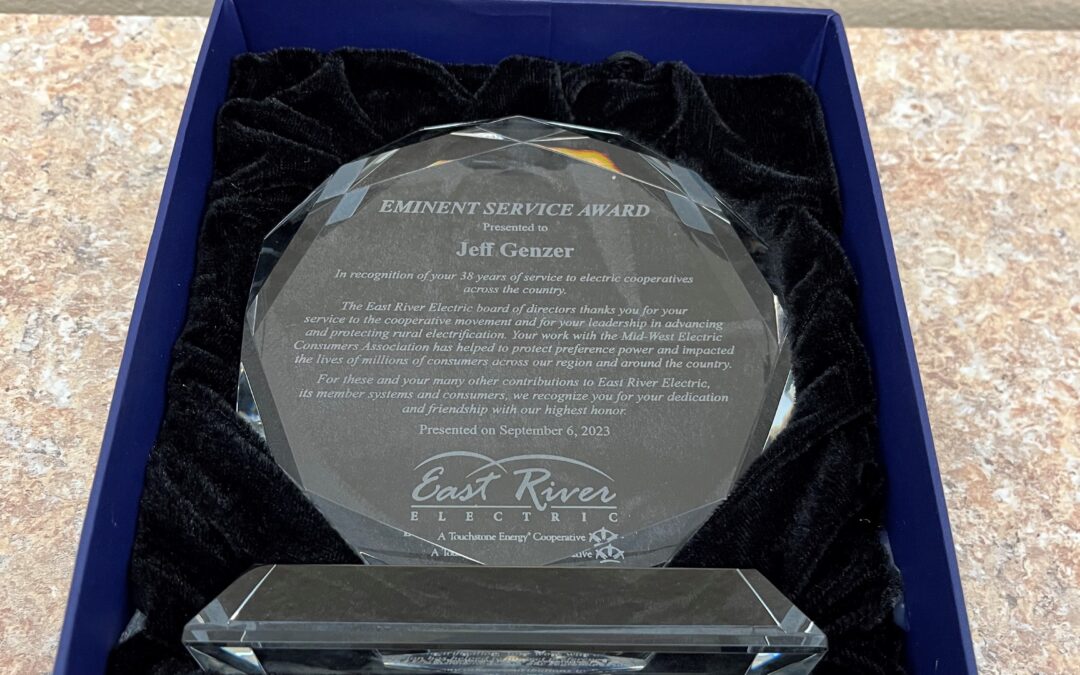 EMINENT SERVICE AWARD
Presented to
Jeff Genzer
In recognition of your 38 years of service to electric cooperatives
across the country.
The East River Electric board of directors thanks you for your
service to the cooperative movement and for your leadership in advancing
and protecting rural electrification. Your work with the Mid-West Electric
Consumers Association has helped to protect preference power and impacted
the lives of millions of consumers across our region and around the country.
For these and your many other contributions to East River Electric,
its member systems and consumers, we recognize you for your dedication
and friendship with our highest honor.
Presented on September 6, 2023
East River
ELECTRIC
A Touchstone Energy® Cooperative